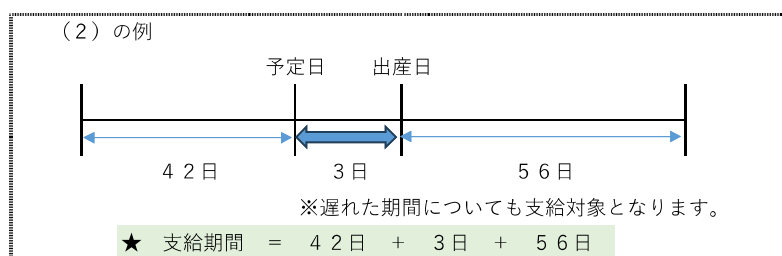 （２）の例
予定日　出産日
４２日　３日　５６日
※遅れた期間についても支給対象となります。
★　支給期間　＝　４２日　＋　３日　＋　５６日